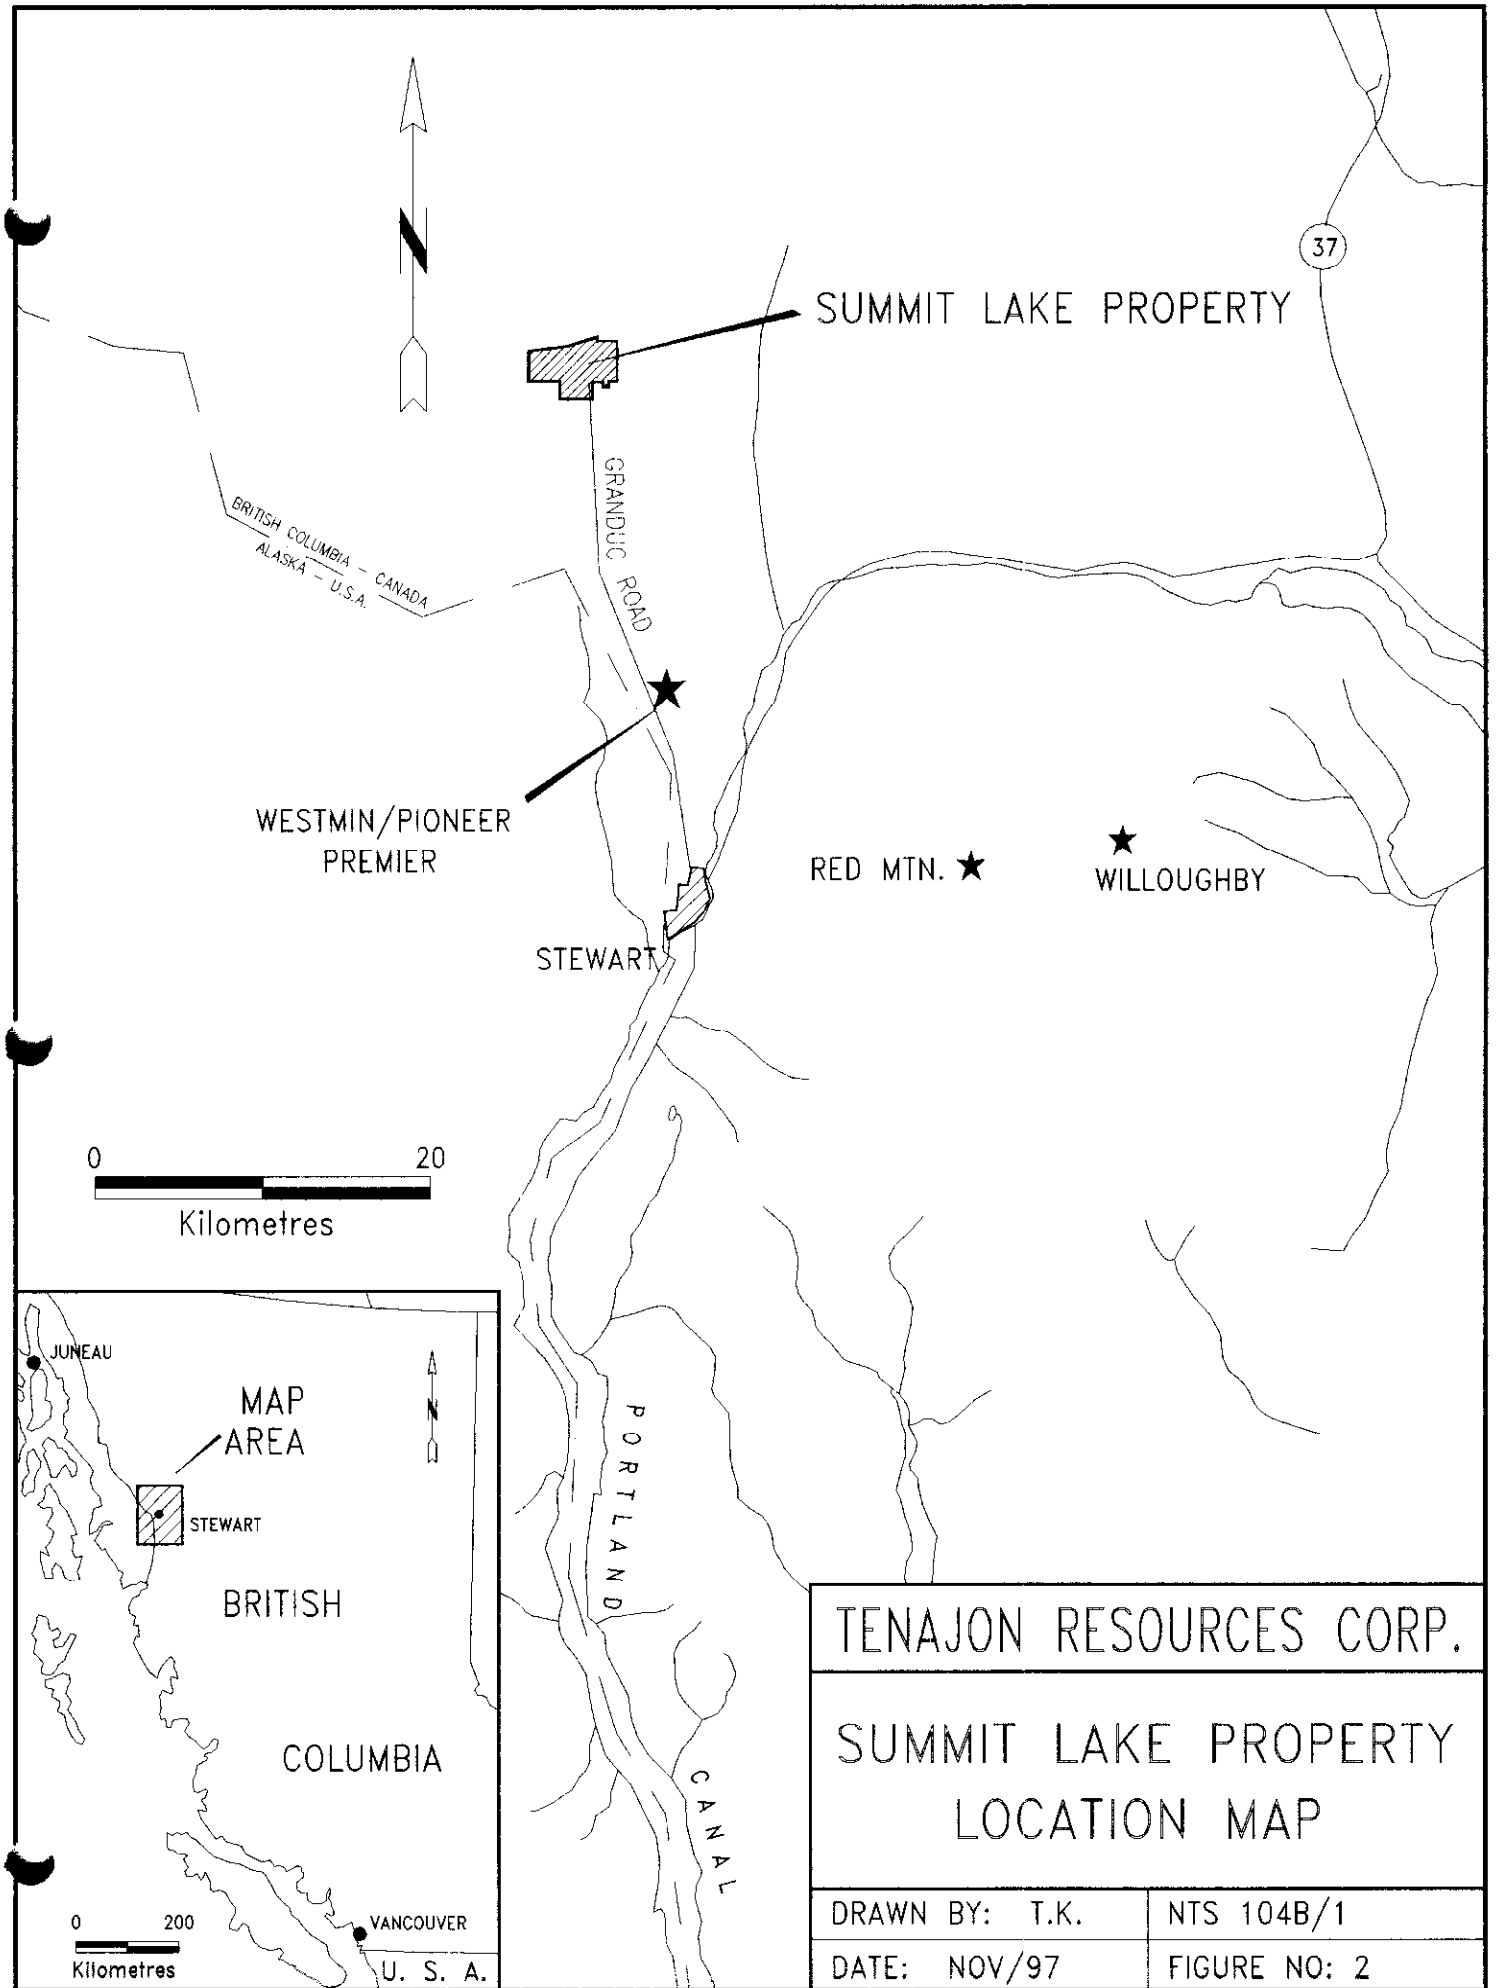 N
37
SUMMIT LAKE PROPERTY
GRANDUC ROAD
BRITISH COLUMBIA – CANADA
ALASKA – U.S.A.
WESTMIN/PIONEER
PREMIER
RED MTN.
WILLOUGHBY
STEWART
0 20
Kilometres
PORTLAND
CANAL
JUNEAU
MAP
AREA
N
STEWART
BRITISH
COLUMBIA
VANCOUVER
U. S. A.
0 200
Kilometres
TENAJON RESOURCES CORP.
SUMMIT LAKE PROPERTY
LOCATION MAP
DRAWN BY: T.K.
NTS 104B/1
DATE: NOV/97
FIGURE NO: 2